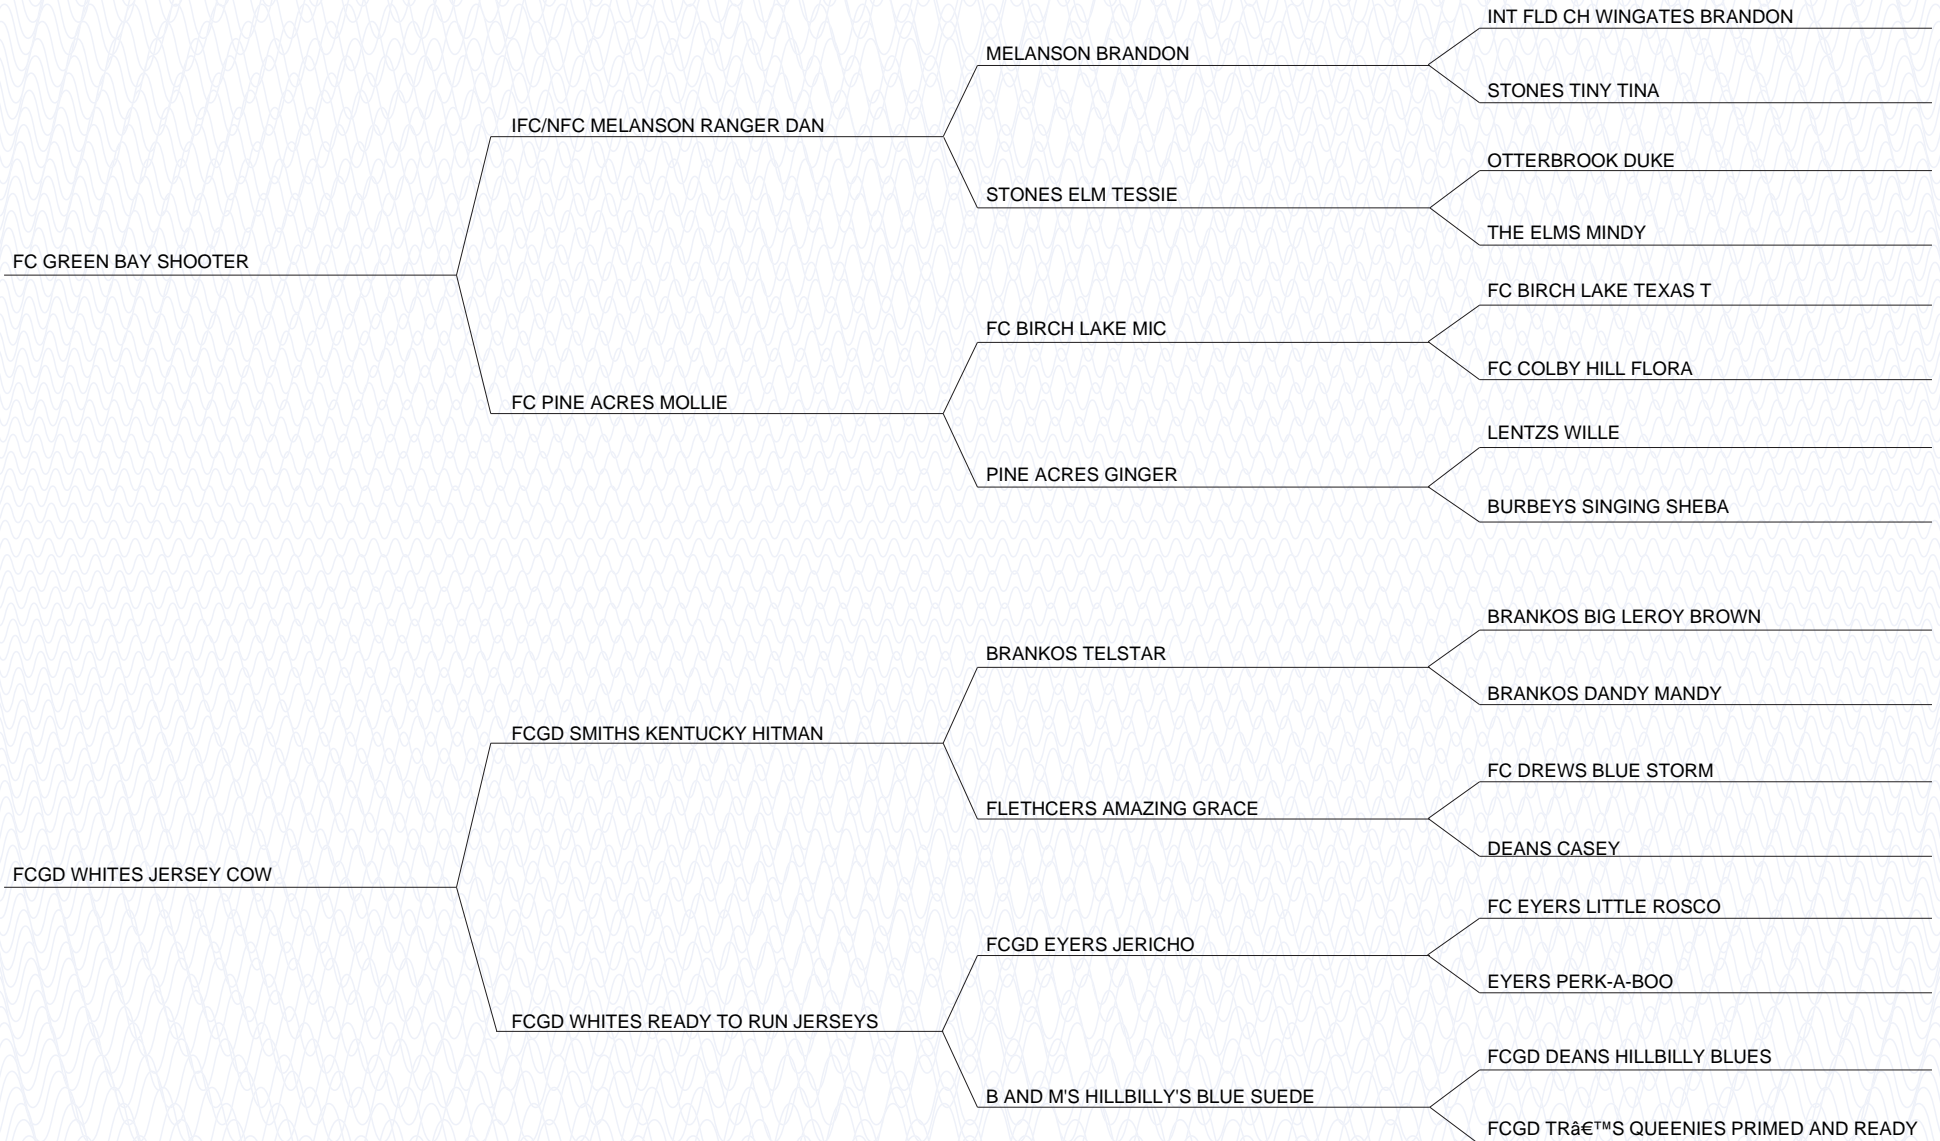 INT FLD CH WINGATES BRANDON
MELANSON BRANDON
STONES TINY TINA
IFC/NFC MELANSON RANGER DAN
OTTERBROOK DUKE
STONES ELM TESSIE
THE ELMS MINDY
FC GREEN BAY SHOOTER
FC BIRCH LAKE TEXAS T
FC BIRCH LAKE MIC
FC COLBY HILL FLORA
FC PINE ACRES MOLLIE
LENTZS WILLE
PINE ACRES GINGER
BURBEYS SINGING SHEBA
BRANKOS BIG LEROY BROWN
BRANKOS TELSTAR
BRANKOS DANDY MANDY
FCGD SMITHS KENTUCKY HITMAN
FC DREWS BLUE STORM
FLETHCERS AMAZING GRACE
DEANS CASEY
FCGD WHITES JERSEY COW
FC EYERS LITTLE ROSCO
FCGD EYERS JERICHO
EYERS PERK-A-BOO
FCGD WHITES READY TO RUN JERSEYS
FCGD DEANS HILLBILLY BLUES
B AND M'S HILLBILLY'S BLUE SUEDE
FCGD TRâ€™S QUEENIES PRIMED AND READY